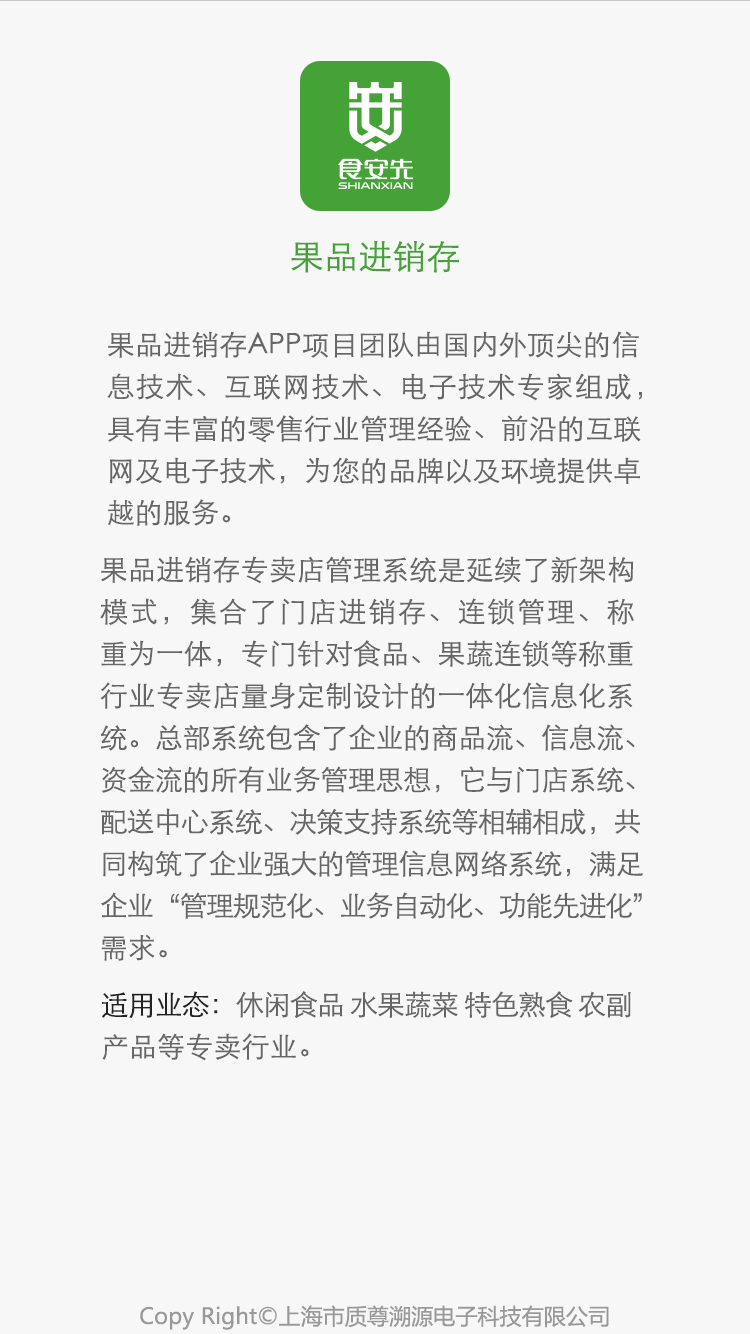 食安先
SHIANXIAN
果品进销存
果品进销存APP项目团队由国内外顶尖的信
息技术、互联网技术、电子技术专家组成，
具有丰富的零售行业管理经验、前沿的互联
网及电子技术，为您的品牌以及环境提供卓
越的服务。
果品进销存专卖店管理系统是延续了新架构
模式，集合了门店进销存、连锁管理、称
重为一体，专门针对食品、果蔬连锁等称重
行业专卖店量身定制设计的一体化信息化系
统。总部系统包含了企业的商品流、信息流、
资金流的所有业务管理思想，它与门店系统、
配送中心系统、决策支持系统等相辅相成，共
同构筑了企业强大的管理信息网络系统，满足
企业“管理规范化、业务自动化、功能先进化”
需求。
适用业态：休闲食品 水果蔬菜 特色熟食 农副
产品等专卖行业。
Copy Right©上海市质尊溯源电子科技有限公司